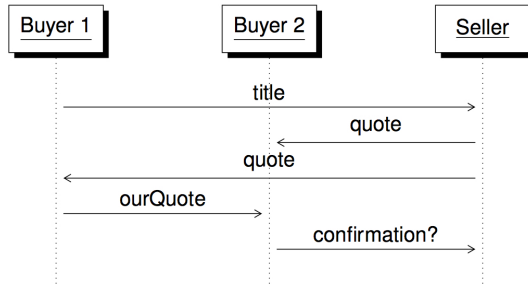 Buyer 1
Buyer 2
Seller
title
quote
quote
ourQuote
confirmation?